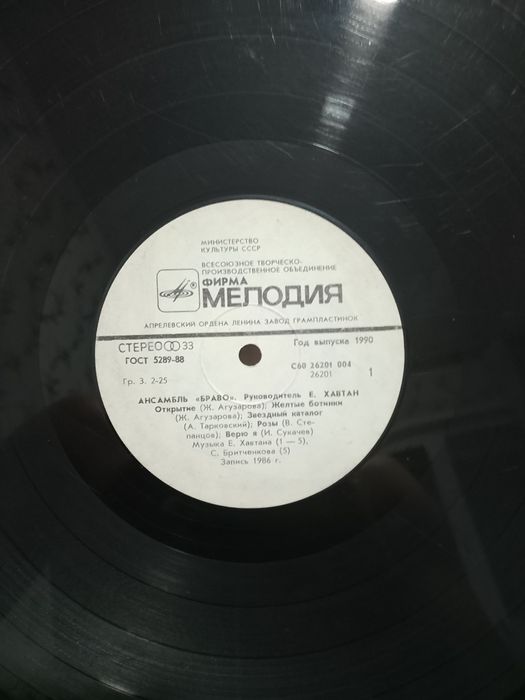 МИНИСТЕРСТВО
КУЛЬТУРЫ СССР
ВСЕСОЮЗНОЕ ТВОРЧЕСКО-
ПРОИЗВОДСТВЕННОЕ ОБЪЕДИНЕНИЕ
® ФИРМА
МЕЛОДИЯ
АПРЕЛЕВСКИЙ ОРДЕНА ЛЕНИНА ЗАВОД ГРАМПЛАСТИНОК
СТЕРЕО 33
Год выпуска 1990
ГОСТ 5289-88
С60 26201 004
26201
1
Гр. 3. 2-25
АНСАМБЛЬ «БРАВО». Руководитель Е. ХАВТАН
Открытие (Ж. Агузарова); Желтые ботинки
(Ж. Агузарова); Звездный каталог
(А. Тарковский); Розы (В. Сте-
панцов); Верю я (И. Сукачев)
Музыка Е. Хавтана (1 — 5),
С. Бритченкова (5)
Запись 1986 г.